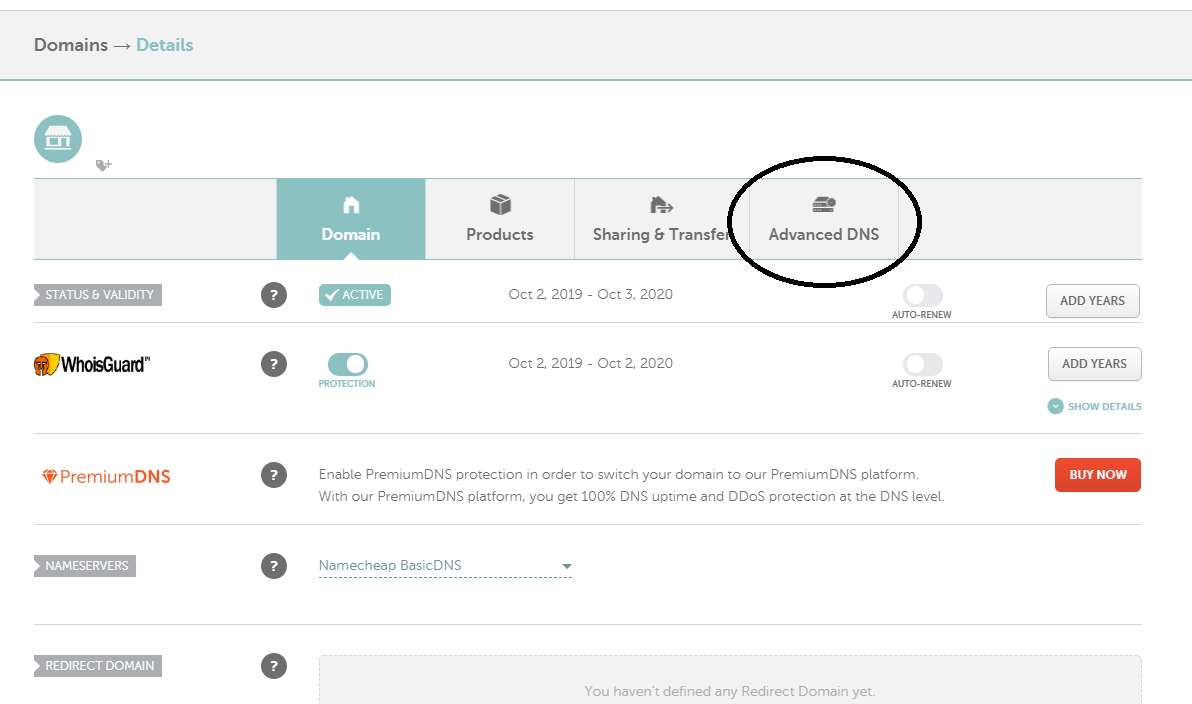 Domains → Details
Domain
Products
Sharing & Transfer
Advanced DNS
STATUS & VALIDITY
?
ACTIVE
Oct 2, 2019 - Oct 3, 2020
AUTO-RENEW
ADD YEARS
WhoisGuard
?
PROTECTION
Oct 2, 2019 - Oct 2, 2020
AUTO-RENEW
ADD YEARS
SHOW DETAILS
PremiumDNS
?
Enable PremiumDNS protection in order to switch your domain to our PremiumDNS platform.
With our PremiumDNS platform, you get 100% DNS uptime and DDoS protection at the DNS level.
BUY NOW
NAMESERVERS
?
Namecheap BasicDNS
REDIRECT DOMAIN
?
You haven't defined any Redirect Domain yet.